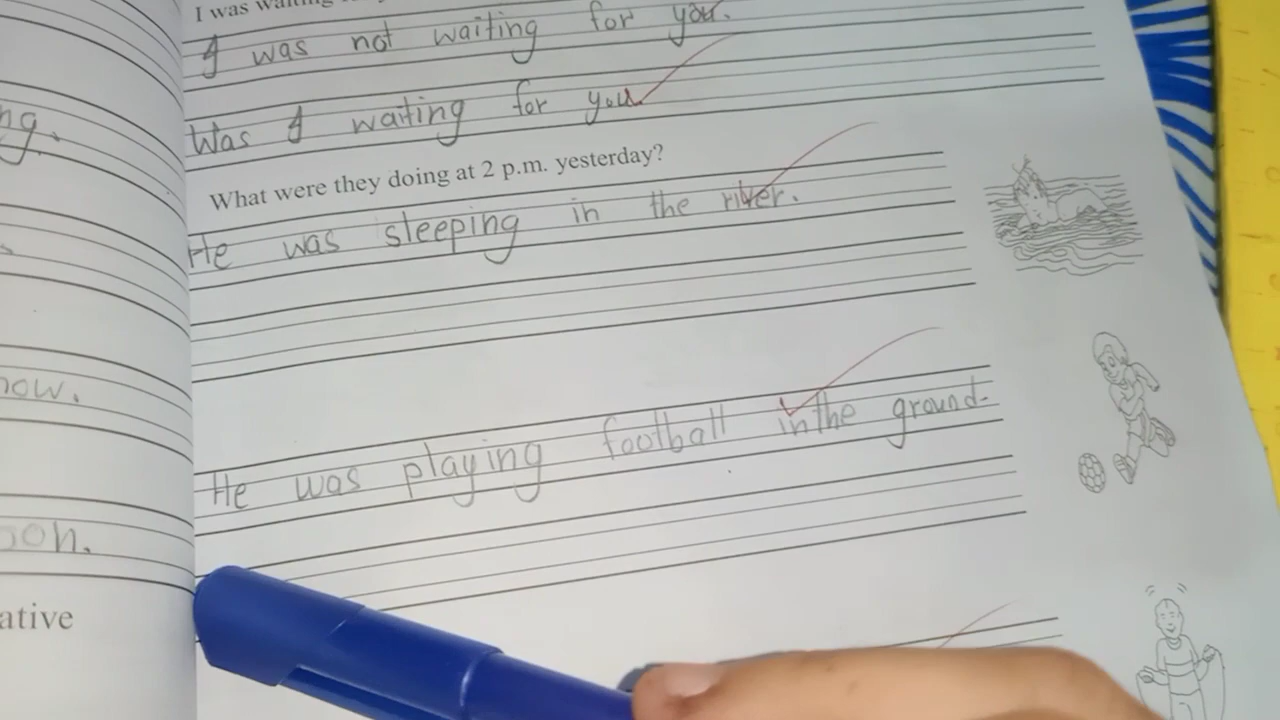 I was waiting
I was not waiting for you.
ng.
Was I waiting for you
What were they doing at 2 p.m. yesterday?
He was sleeping in the river.
now.
He was playing football in the ground.
oon.
ative